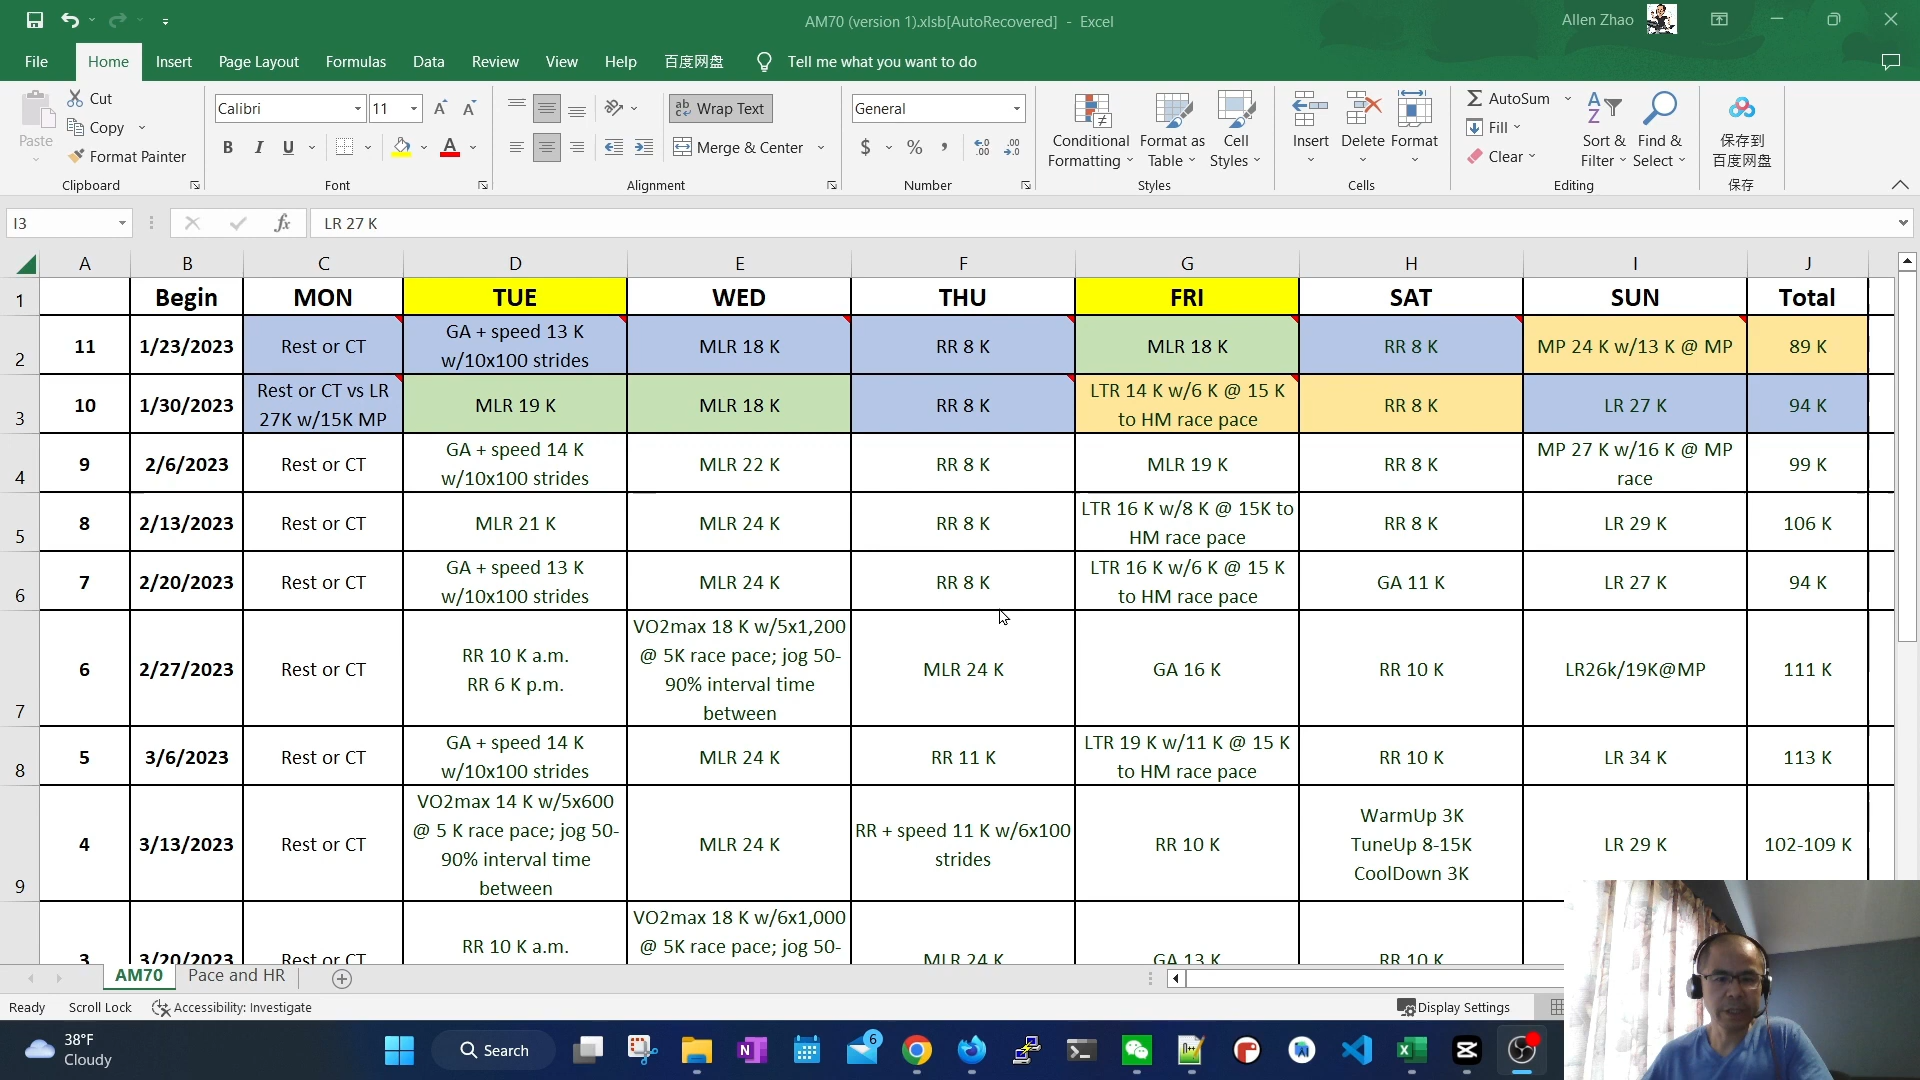 AM70 (version 1).xlsb[AutoRecovered] - Excel
Allen Zhao
File Home Insert Page Layout Formulas Data Review View Help 百度网盘 Tell me what you want to do
Paste
Cut
Copy
Format Painter
Clipboard
Calibri 11
B I U
Font
Wrap Text
Merge & Center
Alignment
General
$ % ,
Number
Conditional Formatting
Format as Table
Cell Styles
Styles
Insert Delete Format
Cells
AutoSum
Fill
Clear
Sort & Filter
Find & Select
Editing
保存到
百度网盘
保存
I3 fx LR 27 K
A B C D E F G H I J
1 Begin MON TUE WED THU FRI SAT SUN Total
2 11 1/23/2023 Rest or CT GA + speed 13 K w/10x100 strides MLR 18 K RR 8 K MLR 18 K RR 8 K MP 24 K w/13 K @ MP 89 K
3 10 1/30/2023 Rest or CT vs LR 27K w/15K MP MLR 19 K MLR 18 K RR 8 K LTR 14 K w/6 K @ 15 K to HM race pace RR 8 K LR 27 K 94 K
4 9 2/6/2023 Rest or CT GA + speed 14 K w/10x100 strides MLR 22 K RR 8 K MLR 19 K RR 8 K MP 27 K w/16 K @ MP race 99 K
5 8 2/13/2023 Rest or CT MLR 21 K MLR 24 K RR 8 K LTR 16 K w/8 K @ 15K to HM race pace RR 8 K LR 29 K 106 K
6 7 2/20/2023 Rest or CT GA + speed 13 K w/10x100 strides MLR 24 K RR 8 K LTR 16 K w/6 K @ 15 K to HM race pace GA 11 K LR 27 K 94 K
7 6 2/27/2023 Rest or CT RR 10 K a.m. RR 6 K p.m. VO2max 18 K w/5x1,200 @ 5K race pace; jog 50-90% interval time between MLR 24 K GA 16 K RR 10 K LR26k/19K@MP 111 K
8 5 3/6/2023 Rest or CT GA + speed 14 K w/10x100 strides MLR 24 K RR 11 K LTR 19 K w/11 K @ 15 K to HM race pace RR 10 K LR 34 K 113 K
9 4 3/13/2023 Rest or CT VO2max 14 K w/5x600 @ 5 K race pace; jog 50-90% interval time between MLR 24 K RR + speed 11 K w/6x100 strides RR 10 K WarmUp 3K TuneUp 8-15K CoolDown 3K LR 29 K 102-109 K
3 3/20/2023 Rest or CT RR 10 K a.m. VO2max 18 K w/6x1,000 @ 5K race pace; jog 50- MLR 24 K GA 13 K RR 10 K
AM70 Pace and HR
Ready Scroll Lock Accessibility: Investigate Display Settings
38°F
Cloudy
Search
6